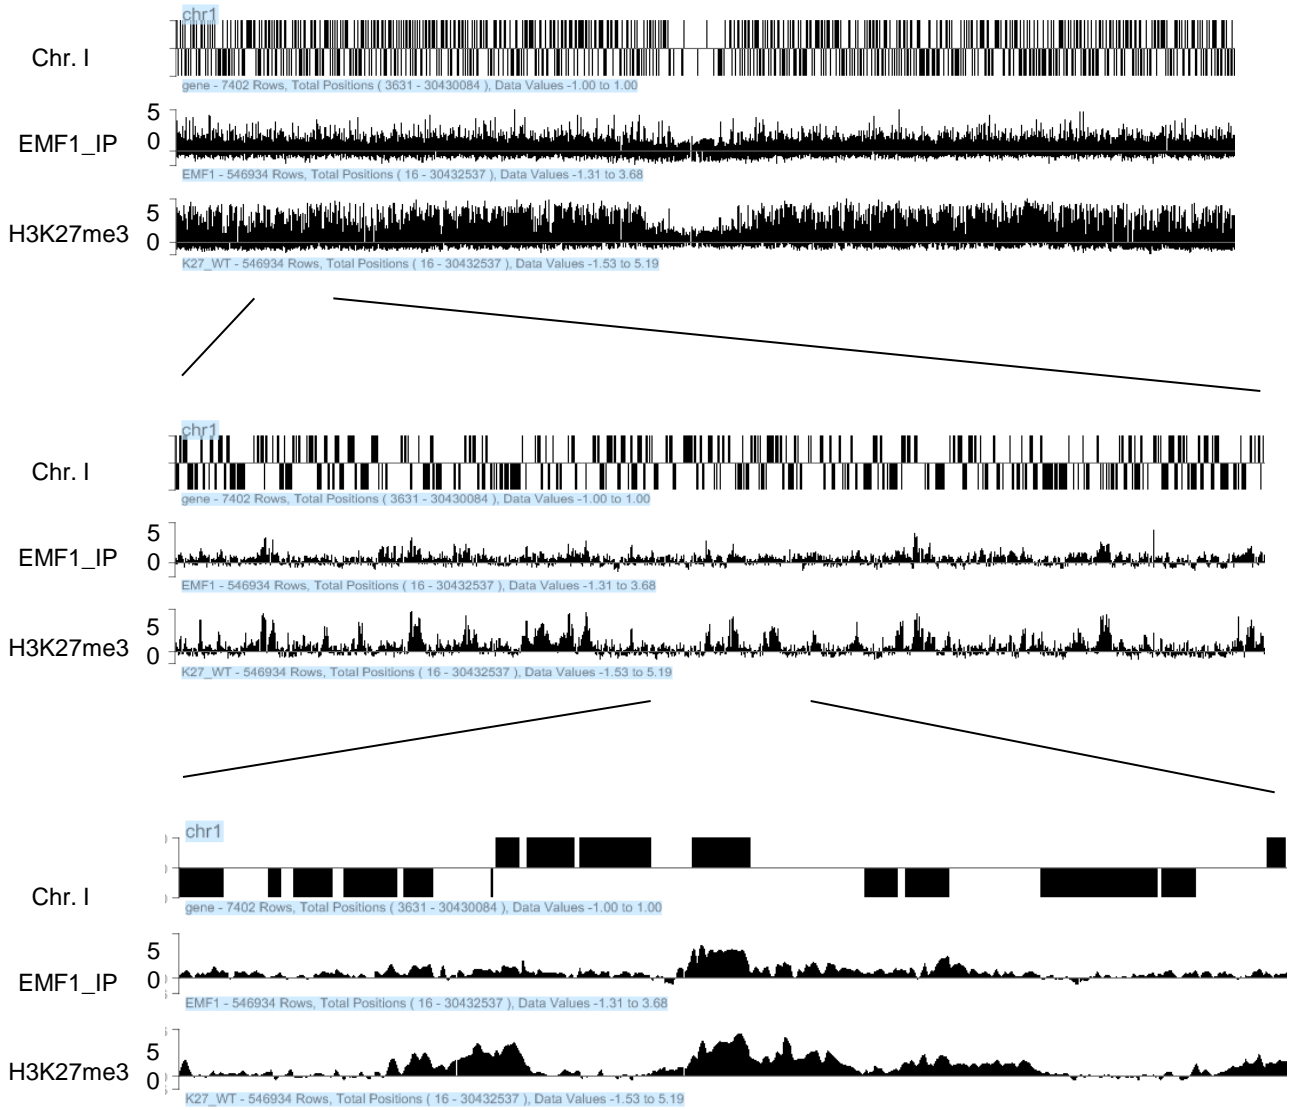 chr1
Chr. I
gene - 7402 Rows, Total Positions ( 3631 - 30430084 ), Data Values -1.00 to 1.00
5
EMF1_IP 0
EMF1 - 546934 Rows, Total Positions ( 16 - 30432537 ), Data Values -1.31 to 3.68
5
H3K27me3 0
K27_WT - 546934 Rows, Total Positions ( 16 - 30432537 ), Data Values -1.53 to 5.19
chr1
Chr. I
gene - 7402 Rows, Total Positions ( 3631 - 30430084 ), Data Values -1.00 to 1.00
5
EMF1_IP 0
EMF1 - 546934 Rows, Total Positions ( 16 - 30432537 ), Data Values -1.31 to 3.68
5
H3K27me3 0
K27_WT - 546934 Rows, Total Positions ( 16 - 30432537 ), Data Values -1.53 to 5.19
chr1
Chr. I
gene - 7402 Rows, Total Positions ( 3631 - 30430084 ), Data Values -1.00 to 1.00
5
EMF1_IP 0
EMF1 - 546934 Rows, Total Positions ( 16 - 30432537 ), Data Values -1.31 to 3.68
5
H3K27me3 0
K27_WT - 546934 Rows, Total Positions ( 16 - 30432537 ), Data Values -1.53 to 5.19